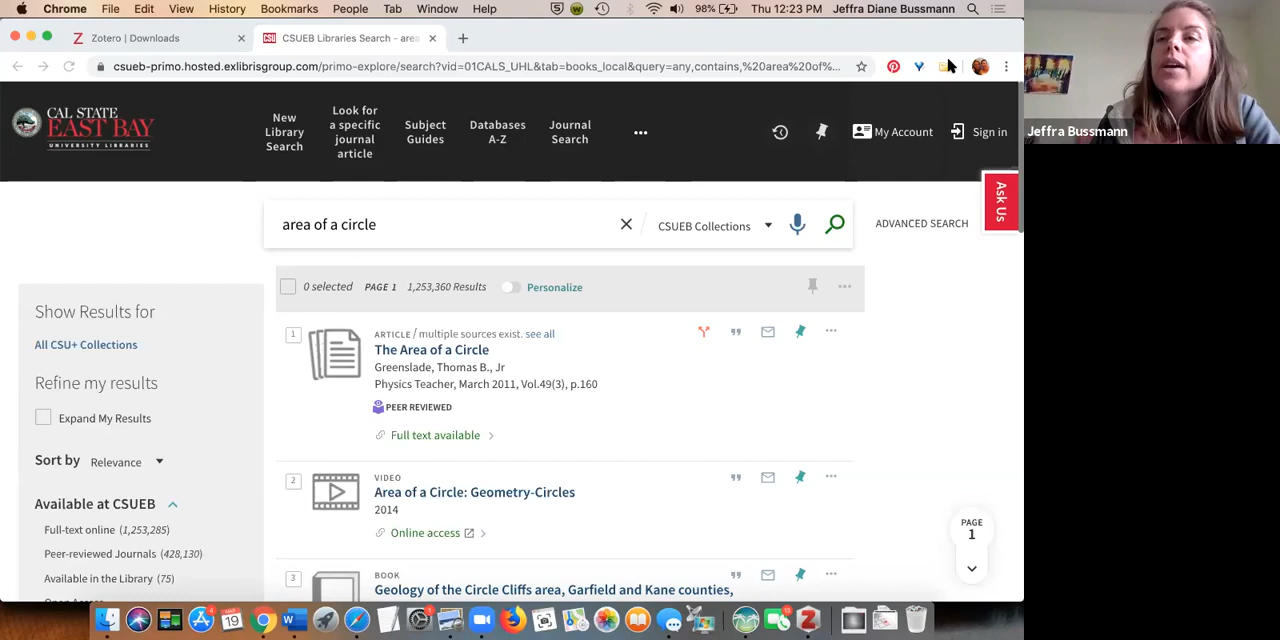 Chrome File Edit View History Bookmarks People Tab Window Help 98% Thu 12:23 PM Jeffra Diane Bussmann
Zotero | Downloads
CSUEB Libraries Search - area
csueb-primo.hosted.exlibrisgroup.com/primo-explore/search?vid=01CALS_UHL&tab=books_local&query=any,contains,%20area%20of%...
CAL STATE
EAST BAY
UNIVERSITY LIBRARIES
New Library Search
Look for a specific journal article
Subject Guides
Databases A-Z
Journal Search
My Account
Sign in
Jeffra Bussmann
Ask Us
area of a circle
CSUEB Collections
ADVANCED SEARCH
0 selected PAGE 1 1,253,360 Results Personalize
Show Results for
All CSU+ Collections
Refine my results
Expand My Results
Sort by Relevance
Available at CSUEB
Full-text online (1,253,285)
Peer-reviewed Journals (428,130)
Available in the Library (75)
1
ARTICLE / multiple sources exist. see all
The Area of a Circle
Greenslade, Thomas B., Jr
Physics Teacher, March 2011, Vol.49(3), p.160
PEER REVIEWED
Full text available
2
VIDEO
Area of a Circle: Geometry-Circles
2014
Online access
3
BOOK
Geology of the Circle Cliffs area, Garfield and Kane counties,
PAGE
1